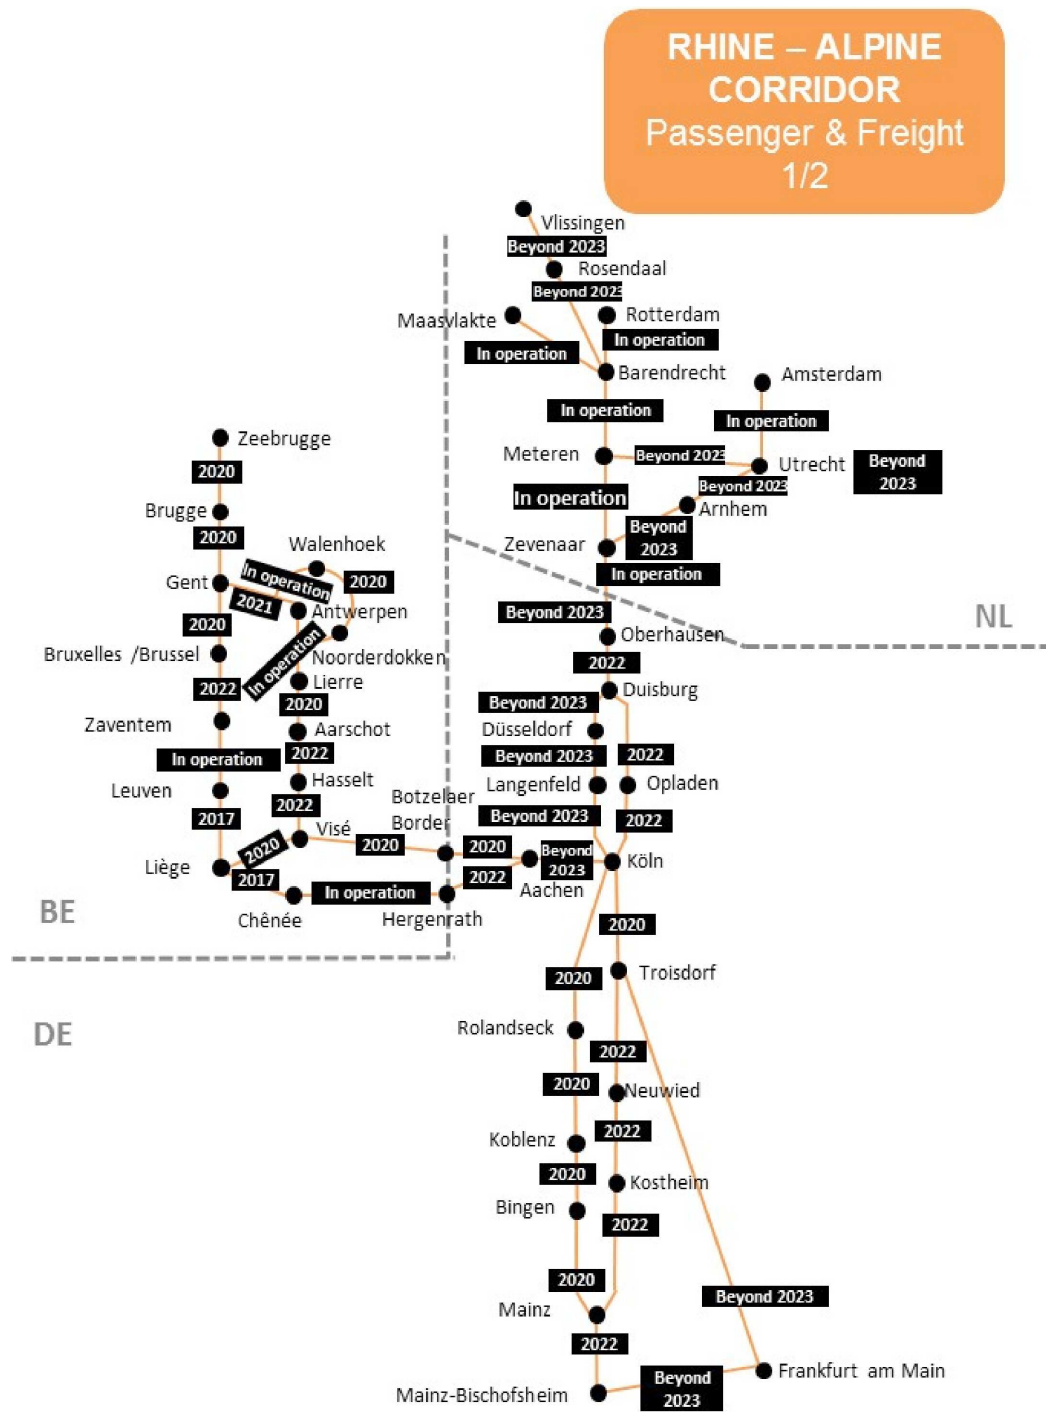 RHINE – ALPINE
CORRIDOR
Passenger & Freight
1/2
Vlissingen
Beyond 2023
Rosendaal
Beyond 2023
Maasvlakte
Rotterdam
In operation
In operation
Barendrecht
Amsterdam
In operation
In operation
Meteren
Beyond 2023
Utrecht
Beyond
2023
Beyond 2023
In operation
Arnhem
Beyond
2023
Zevenaar
In operation
NL
Zeebrugge
2020
Brugge
2020
Walenhoek
In operation
2020
Gent
2021
Antwerpen
2020
In operation
Noorderdokken
Bruxelles /Brussel
Lierre
2022
2020
Zaventem
Aarschot
In operation
2022
Leuven
Hasselt
2017
2022
Botzelaer
Border
Visé
2020
2020
Liège
2017
Chênée
In operation
Hergenrath
BE
DE
Beyond 2023
Oberhausen
2022
Duisburg
Beyond 2023
Düsseldorf
Beyond 2023
2022
Langenfeld
Opladen
Beyond 2023
2022
2020
Beyond
2023
Köln
2022
Aachen
2020
2020
Troisdorf
Rolandseck
2022
2020
Neuwied
Koblenz
2022
2020
Kostheim
Bingen
2022
2020
Beyond 2023
Mainz
2022
Frankfurt am Main
Beyond
2023
Mainz-Bischofsheim